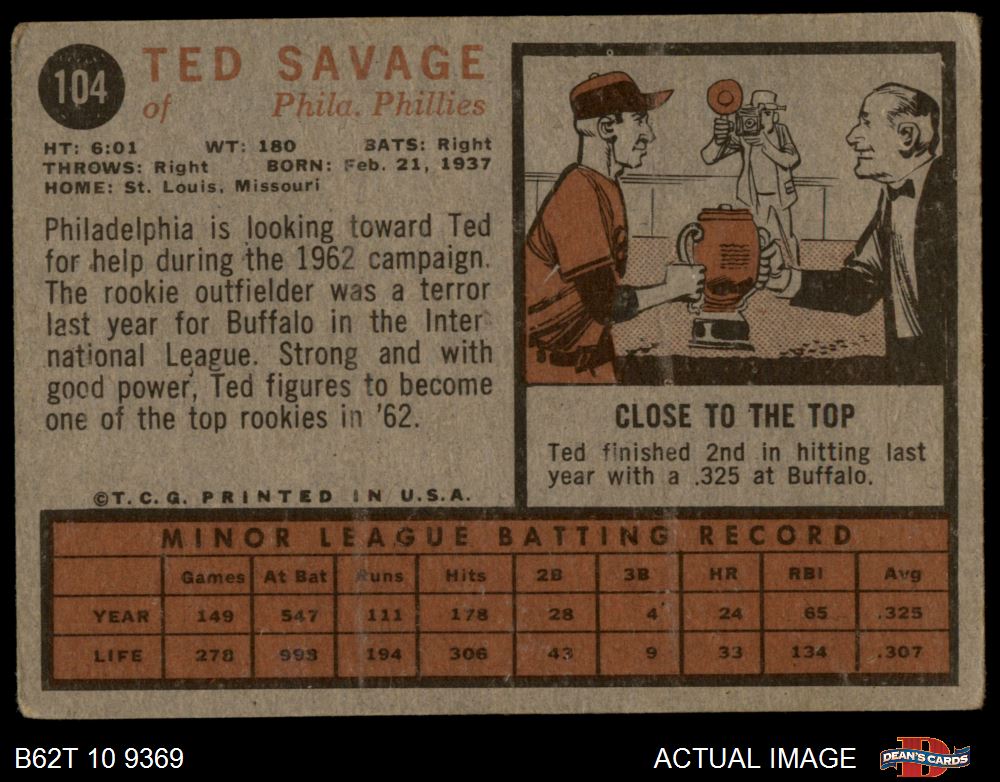 104
TED SAVAGE
of Phila. Phillies
HT: 6:01 WT: 180 BATS: Right
THROWS: Right BORN: Feb. 21, 1937
HOME: St. Louis, Missouri
Philadelphia is looking toward Ted
for help during the 1962 campaign.
The rookie outfielder was a terror
last year for Buffalo in the Inter-
national League. Strong and with
good power, Ted figures to become
one of the top rookies in '62.
©T.C.G. PRINTED IN U.S.A.
CLOSE TO THE TOP
Ted finished 2nd in hitting last
year with a .325 at Buffalo.
MINOR LEAGUE BATTING RECORD
Games At Bat Runs Hits 2B 3B HR RBI Avg
YEAR 149 547 111 178 28 4 24 65 .325
LIFE 278 998 194 306 43 9 33 134 .307
B62T 10 9369
ACTUAL IMAGE
DEAN'S CARDS